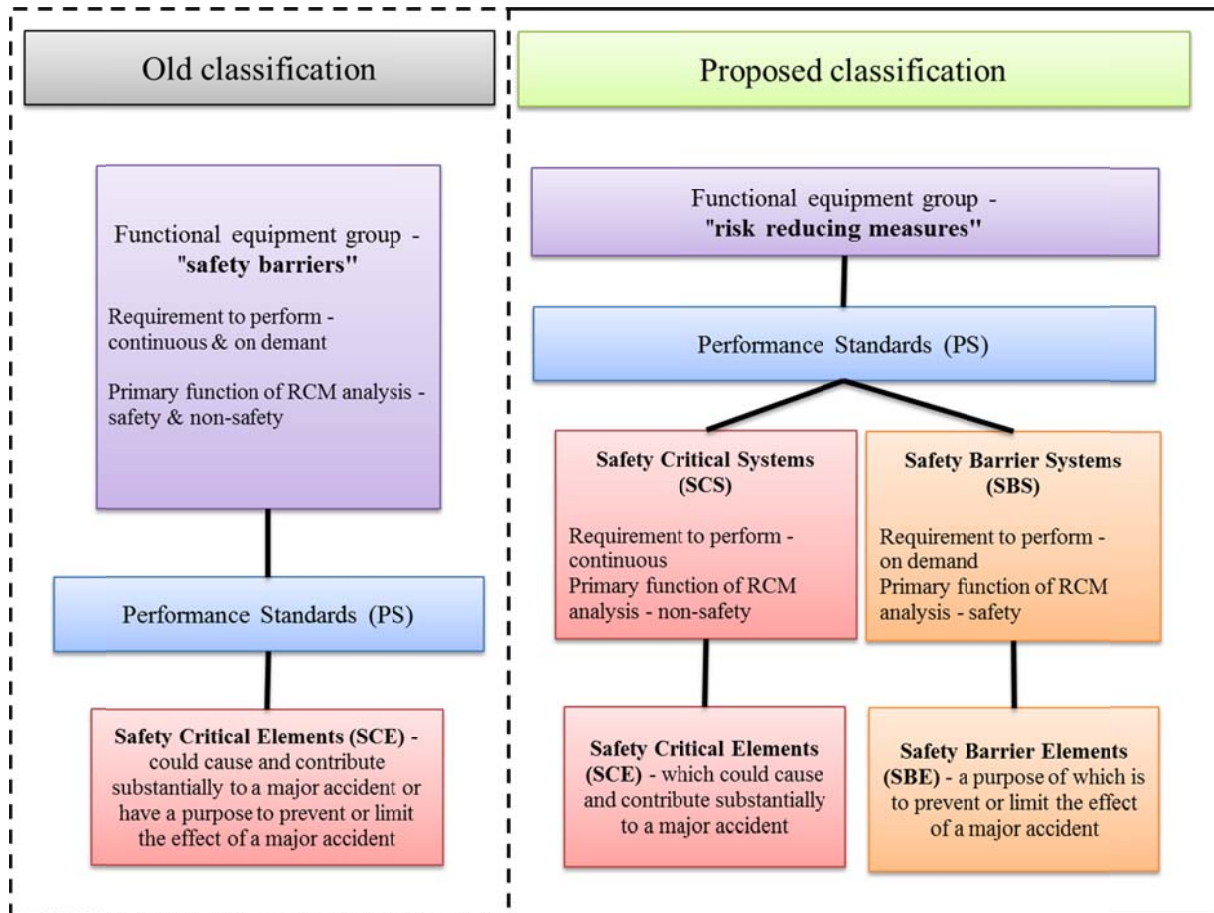 Old classification
Functional equipment group -
"safety barriers"
Requirement to perform -
continuous & on demant
Primary function of RCM analysis -
safety & non-safety
Performance Standards (PS)
Safety Critical Elements (SCE) -
could cause and contribute
substantially to a major accident or
have a purpose to prevent or limit
the effect of a major accident
Proposed classification
Functional equipment group -
"risk reducing measures"
Performance Standards (PS)
Safety Critical Systems
(SCS)
Requirement to perform -
continuous
Primary function of RCM
analysis - non-safety
Safety Barrier Systems
(SBS)
Requirement to perform -
on demand
Primary function of RCM
analysis - safety
Safety Critical Elements
(SCE) - which could cause
and contribute substantially
to a major accident
Safety Barrier Elements
(SBE) - a purpose of which is
to prevent or limit the effect
of a major accident